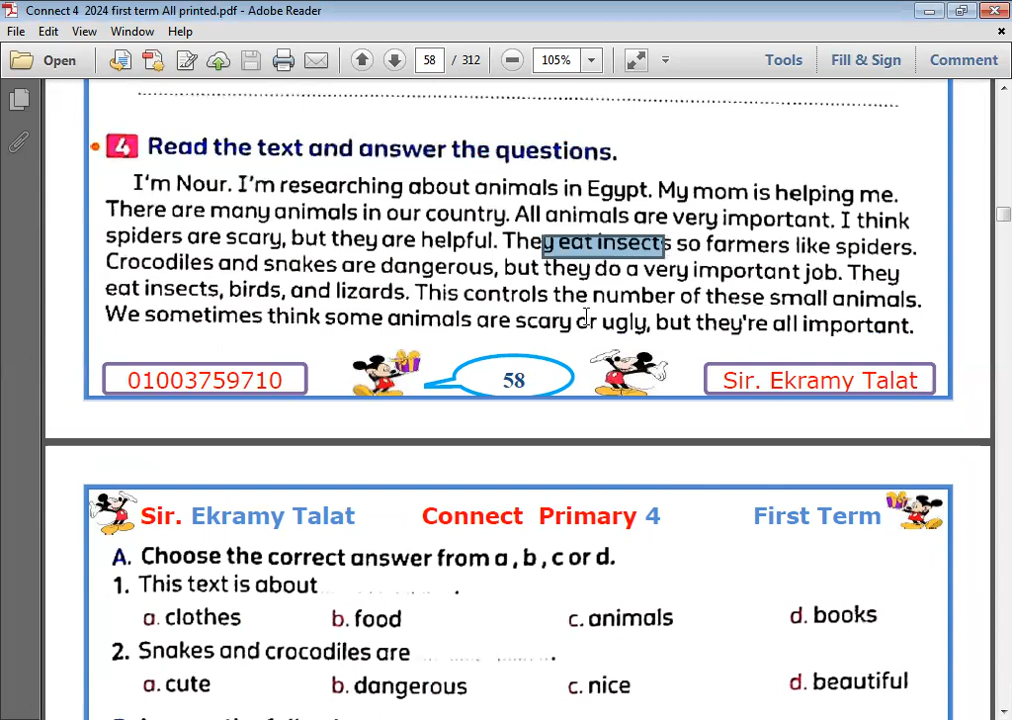 Connect 4 2024 first term All printed.pdf - Adobe Reader
File Edit View Window Help
Open 58 / 312 105% Tools Fill & Sign Comment
4 Read the text and answer the questions.
I'm Nour. I'm researching about animals in Egypt. My mom is helping me.
There are many animals in our country. All animals are very important. I think
spiders are scary, but they are helpful. They eat insects so farmers like spiders.
Crocodiles and snakes are dangerous, but they do a very important job. They
eat insects, birds, and lizards. This controls the number of these small animals.
We sometimes think some animals are scary or ugly, but they're all important.
01003759710 58 Sir. Ekramy Talat
Sir. Ekramy Talat Connect Primary 4 First Term
A. Choose the correct answer from a , b , c or d.
1. This text is about .
a. clothes b. food c. animals d. books
2. Snakes and crocodiles are .
a. cute b. dangerous c. nice d. beautiful